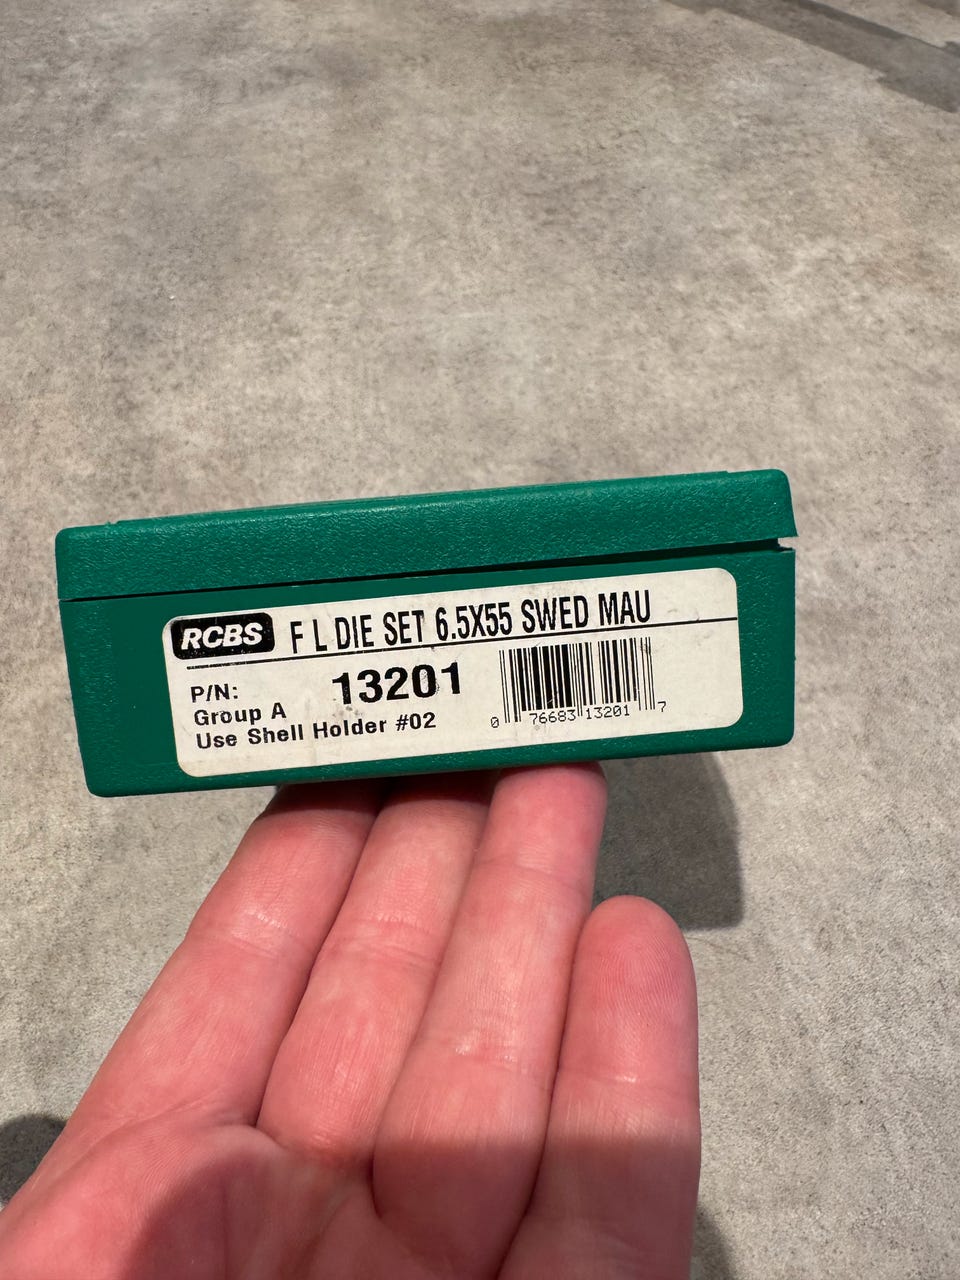 RCBS F L DIE SET 6.5X55 SWED MAU
P/N: 13201
Group A
Use Shell Holder #02
0 76683 13201 7